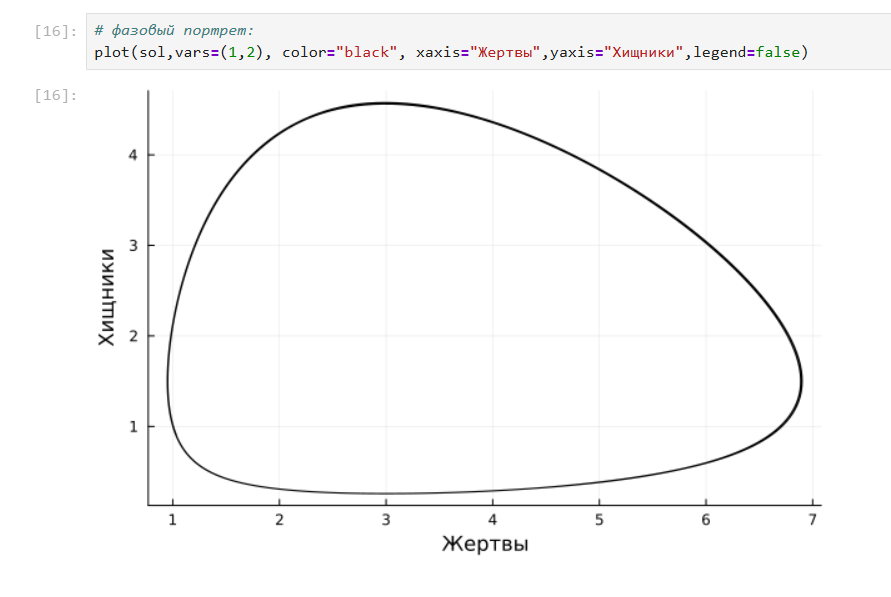 [16]: # фазовый портрет:
plot(sol,vars=(1,2), color="black", xaxis="Жертвы",yaxis="Хищники",legend=false)
[16]:
4
3
2
1
Хищники
1 2 3 4 5 6 7
Жертвы